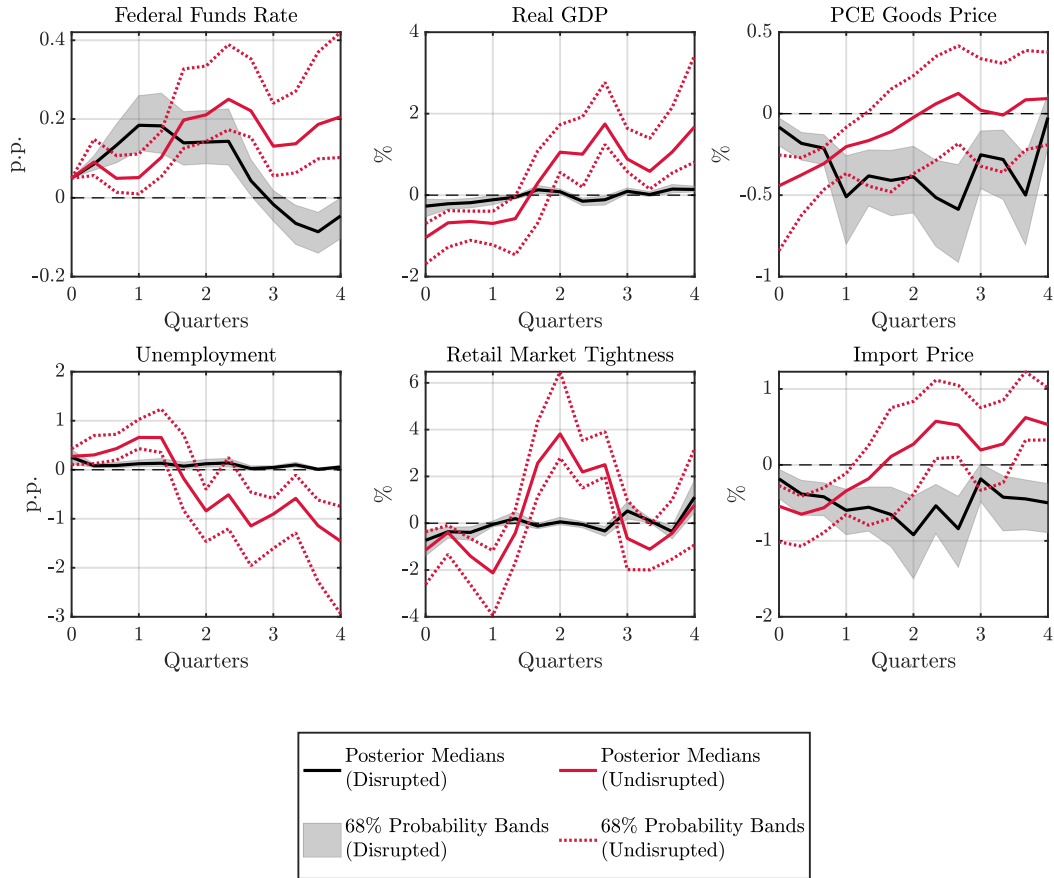 Federal Funds Rate
p.p.
0.4
0.2
0
-0.2
0 1 2 3 4
Quarters
Real GDP
%
4
2
0
-2
0 1 2 3 4
Quarters
PCE Goods Price
%
0.5
0
-0.5
-1
0 1 2 3 4
Quarters
Unemployment
p.p.
2
1
0
-1
-2
-3
0 1 2 3 4
Quarters
Retail Market Tightness
%
6
4
2
0
-2
-4
0 1 2 3 4
Quarters
Import Price
%
1
0
-1
-2
0 1 2 3 4
Quarters
Posterior Medians
(Disrupted)
Posterior Medians
(Undisrupted)
68% Probability Bands
(Disrupted)
68% Probability Bands
(Undisrupted)